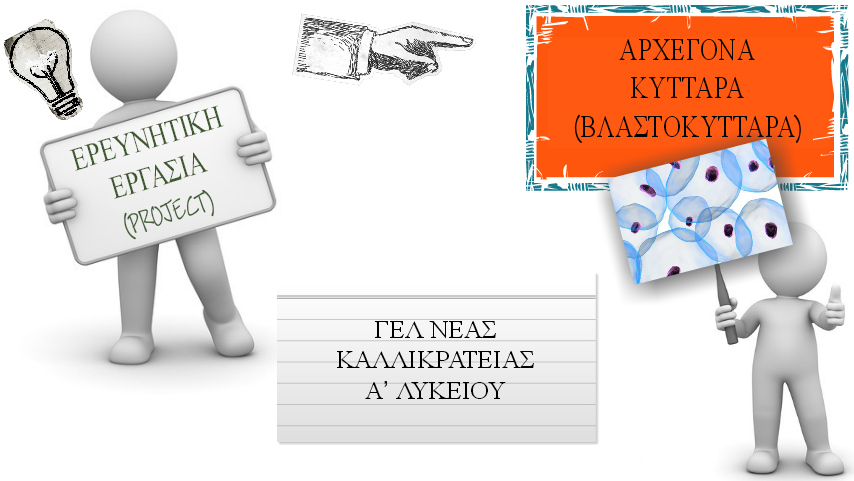 ΕΡΕΥΝΗΤΙΚΗ
ΕΡΓΑΣΙΑ
(PROJECT)
ΑΡΧΕΓΟΝΑ
ΚΥΤΤΑΡΑ
(ΒΛΑΣΤΟΚΥΤΤΑΡΑ)
ΓΕΛ ΝΕΑΣ
ΚΑΛΛΙΚΡΑΤΕΙΑΣ
Α’ ΛΥΚΕΙΟΥ